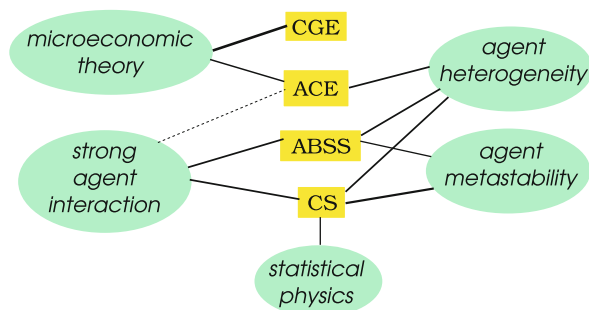 microeconomic
theory
CGE
ACE
agent
heterogeneity
strong
agent
interaction
ABSS
CS
agent
metastability
statistical
physics